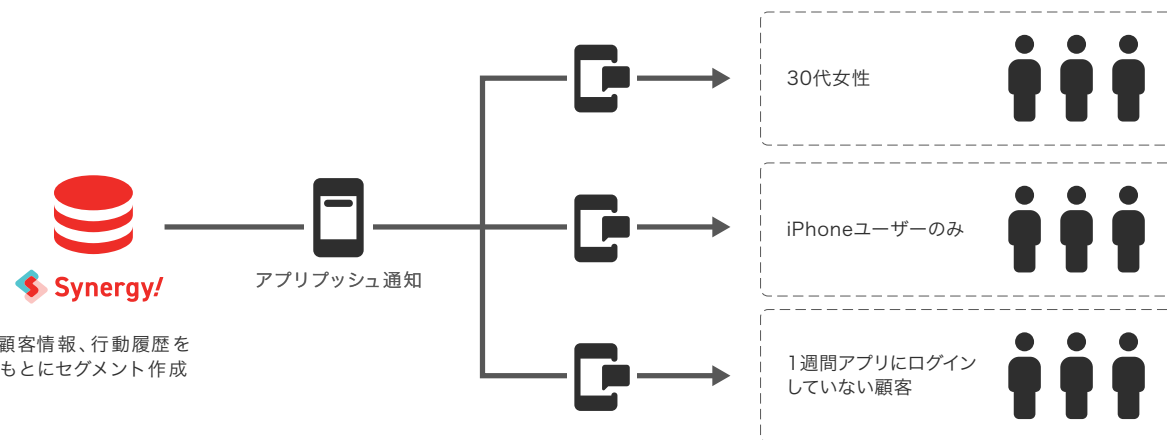 Synergy!
顧客情報、行動履歴を
もとにセグメント作成
アプリプッシュ通知
30代女性
iPhoneユーザーのみ
1週間アプリにログイン
していない顧客